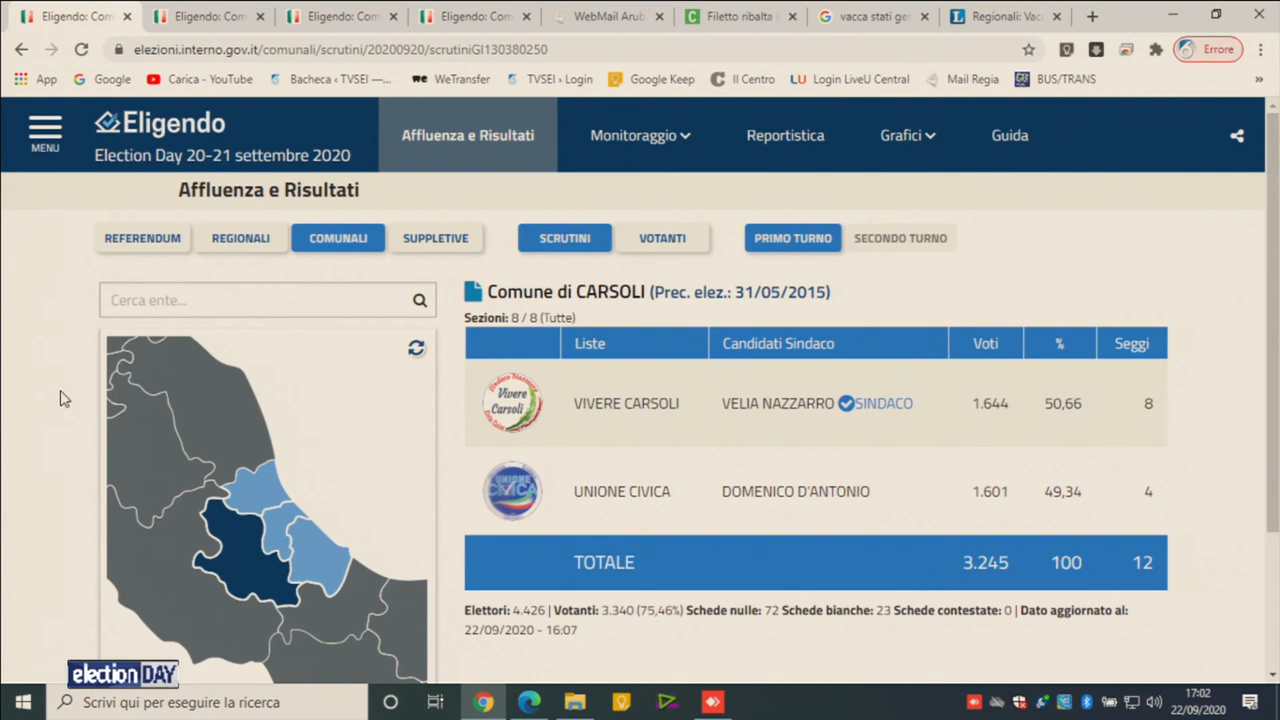 Eligendo: Com
Eligendo: Com
Eligendo: Com
Eligendo: Com
WebMail Arub
Filetto ribalta i
vacca stati ger
Regionali: Vac
elezioni.interno.gov.it/comunali/scrutini/20200920/scrutiniGI130380250
Errore
App
Google
Carica - YouTube
Bacheca ‹ TVSEI —...
we WeTransfer
TVSEI › Login
Google Keep
Il Centro
LU Login LiveU Central
Mail Regia
BUS/TRANS
»
MENU
Eligendo
Election Day 20-21 settembre 2020
Affluenza e Risultati
Monitoraggio
Reportistica
Grafici
Guida
Affluenza e Risultati
REFERENDUM
REGIONALI
COMUNALI
SUPPLETIVE
SCRUTINI
VOTANTI
PRIMO TURNO
SECONDO TURNO
Cerca ente...
Comune di CARSOLI (Prec. elez.: 31/05/2015)
Sezioni: 8 / 8 (Tutte)
Liste Candidati Sindaco Voti % Seggi
Sindaco Nazzarro
Vivere
Carsoli
VIVERE CARSOLI VELIA NAZZARRO SINDACO 1.644 50,66 8
UNIONE
CIVICA
UNIONE CIVICA DOMENICO D'ANTONIO 1.601 49,34 4
TOTALE 3.245 100 12
Elettori: 4.426 | Votanti: 3.340 (75,46%) Schede nulle: 72 Schede bianche: 23 Schede contestate: 0 | Dato aggiornato al:
22/09/2020 - 16:07
election DAY
Scrivi qui per eseguire la ricerca
17:02
22/09/2020